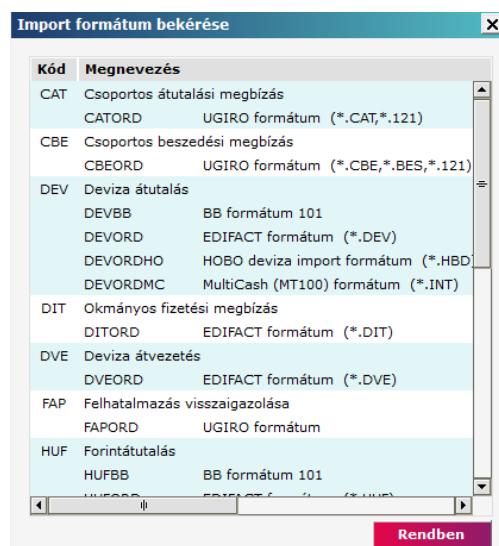 Import formátum bekérése
Kód Megnevezés
CAT Csoportos átutalási megbízás
CATORD UGIRO formátum (*.CAT,*.121)
CBE Csoportos beszedési megbízás
CBEORD UGIRO formátum (*.CBE,*.BES,*.121)
DEV Deviza átutalás
DEVBB BB formátum 101
DEVORD EDIFACT formátum (*.DEV)
DEVORDHO HOBO deviza import formátum (*.HBD)
DEVORDMC MultiCash (MT100) formátum (*.INT)
DIT Okmányos fizetési megbízás
DITORD EDIFACT formátum (*.DIT)
DVE Deviza átvezetés
DVEORD EDIFACT formátum (*.DVE)
FAP Felhatalmazás visszaigazolása
FAPORD UGIRO formátum
HUF Forintátutalás
HUFBB BB formátum 101
Rendben